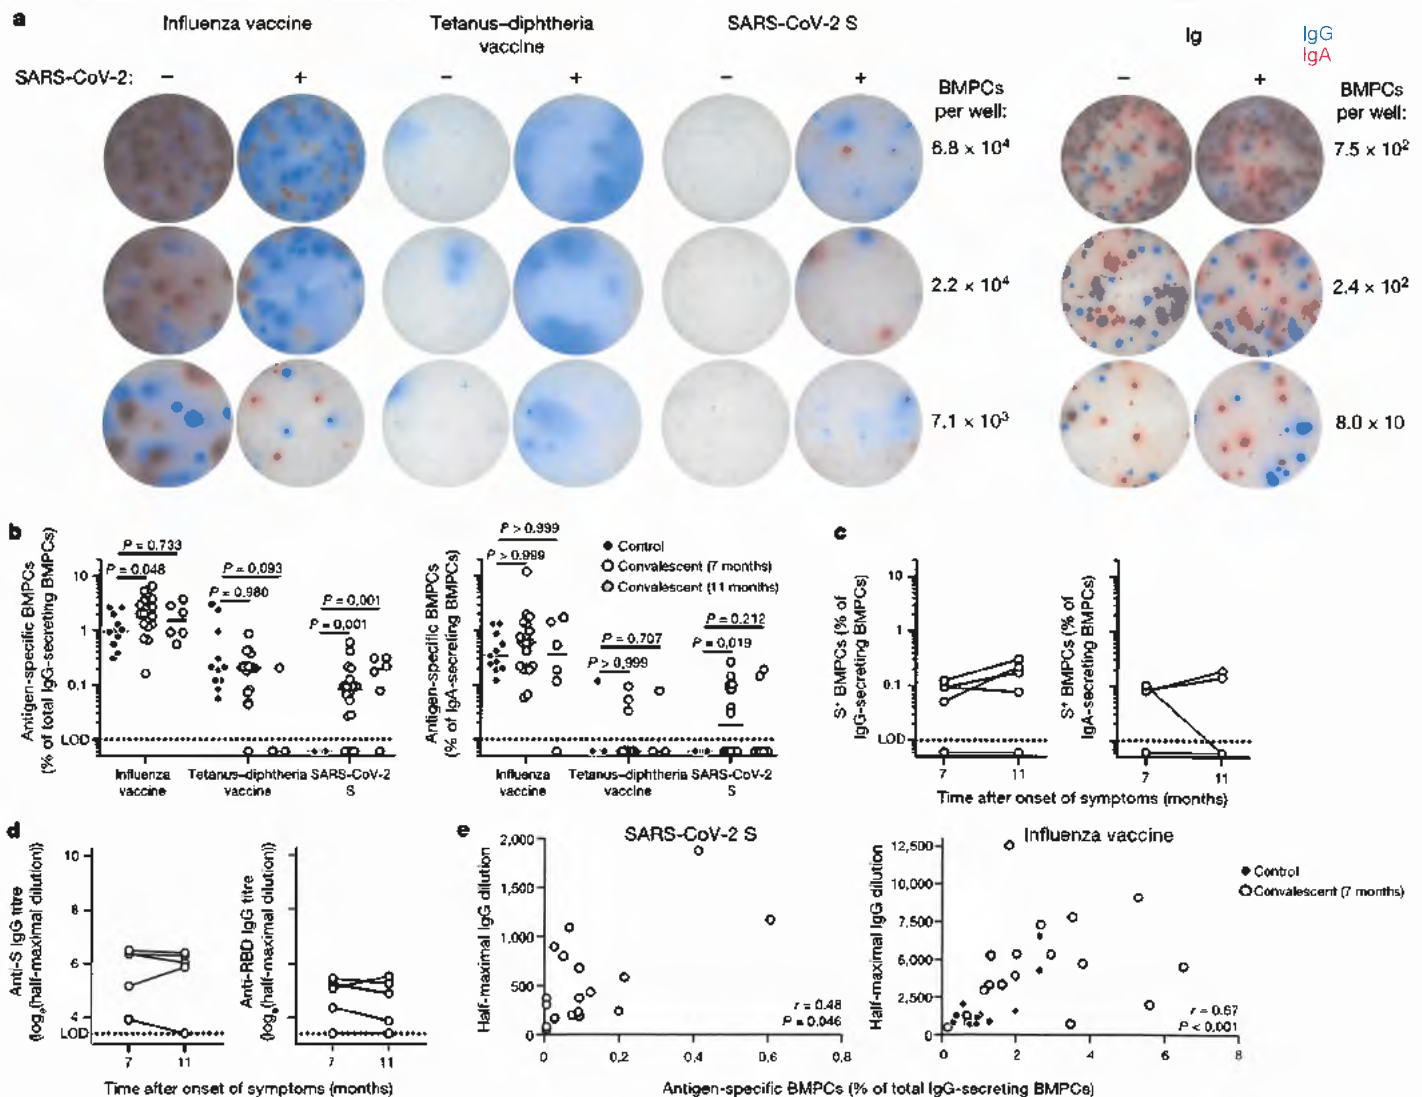 a
Influenza vaccine
Tetanus–diphtheria
vaccine
SARS-CoV-2 S
Ig
IgG
IgA
SARS-CoV-2:
–
+
–
+
–
+
BMPCs
per well:
–
+
BMPCs
per well:
6.8 × 10⁴
7.5 × 10²
2.2 × 10⁴
2.4 × 10²
7.1 × 10³
8.0 × 10
b
Antigen-specific BMPCs
(% of total IgG-secreting BMPCs)
10
1
0.1
LOD
P = 0.733
P = 0.048
P = 0.093
P = 0.980
P = 0.001
P = 0.001
Influenza
vaccine
Tetanus–diphtheria
vaccine
SARS-CoV-2
S
Antigen-specific BMPCs
(% of IgA-secreting BMPCs)
P > 0.999
P > 0.999
P = 0.707
P > 0.999
P = 0.212
P = 0.019
Control
Convalescent (7 months)
Convalescent (11 months)
Influenza
vaccine
Tetanus–diphtheria
vaccine
SARS-CoV-2
S
c
S⁺ BMPCs (% of
IgG-secreting BMPCs)
10
1
0.1
LOD
7
11
S⁺ BMPCs (% of
IgA-secreting BMPCs)
7
11
Time after onset of symptoms (months)
d
Anti-S IgG titre
(logₑ(half-maximal dilution))
10
8
6
4
LOD
7
11
Anti-RBD IgG titre
(logₑ(half-maximal dilution))
7
11
Time after onset of symptoms (months)
e
SARS-CoV-2 S
Half-maximal IgG dilution
2,000
1,500
1,000
500
0
r = 0.48
P = 0.046
0
0.2
0.4
0.6
0.8
Influenza vaccine
Half-maximal IgG dilution
12,500
10,000
7,500
5,000
2,500
0
r = 0.67
P < 0.001
0
2
4
6
8
Control
Convalescent (7 months)
Antigen-specific BMPCs (% of total IgG-secreting BMPCs)